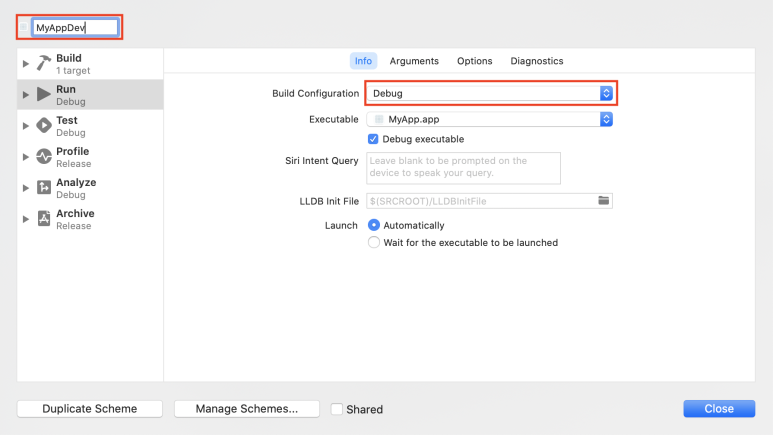 MyAppDev
Build
1 target
Run
Debug
Test
Debug
Profile
Release
Analyze
Debug
Archive
Release
Info Arguments Options Diagnostics
Build Configuration Debug
Executable MyApp.app
Debug executable
Siri Intent Query Leave blank to be prompted on the
device to speak your query.
LLDB Init File $(SRCROOT)/LLDBInitFile
Launch Automatically
Wait for the executable to be launched
Duplicate Scheme Manage Schemes... Shared Close